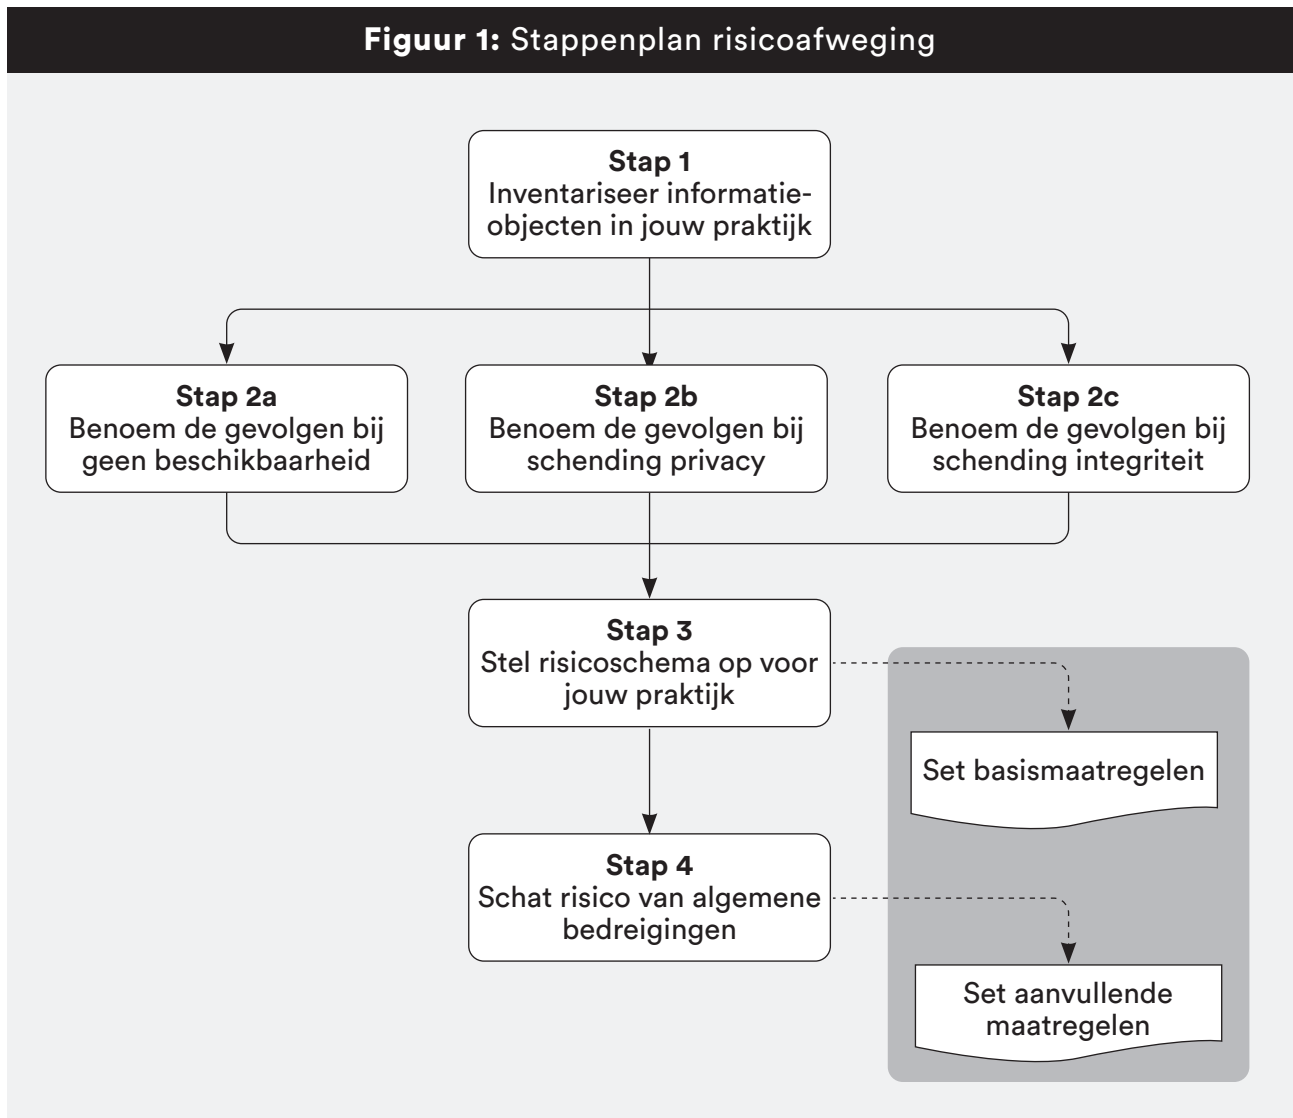 Figuur 1: Stappenplan risicoafweging
Stap 1
Inventariseer informatie-
objecten in jouw praktijk
Stap 2a
Benoem de gevolgen bij
geen beschikbaarheid
Stap 2b
Benoem de gevolgen bij
schending privacy
Stap 2c
Benoem de gevolgen bij
schending integriteit
Stap 3
Stel risicoschema op voor
jouw praktijk
Set basismaatregelen
Stap 4
Schat risico van algemene
bedreigingen
Set aanvullende
maatregelen